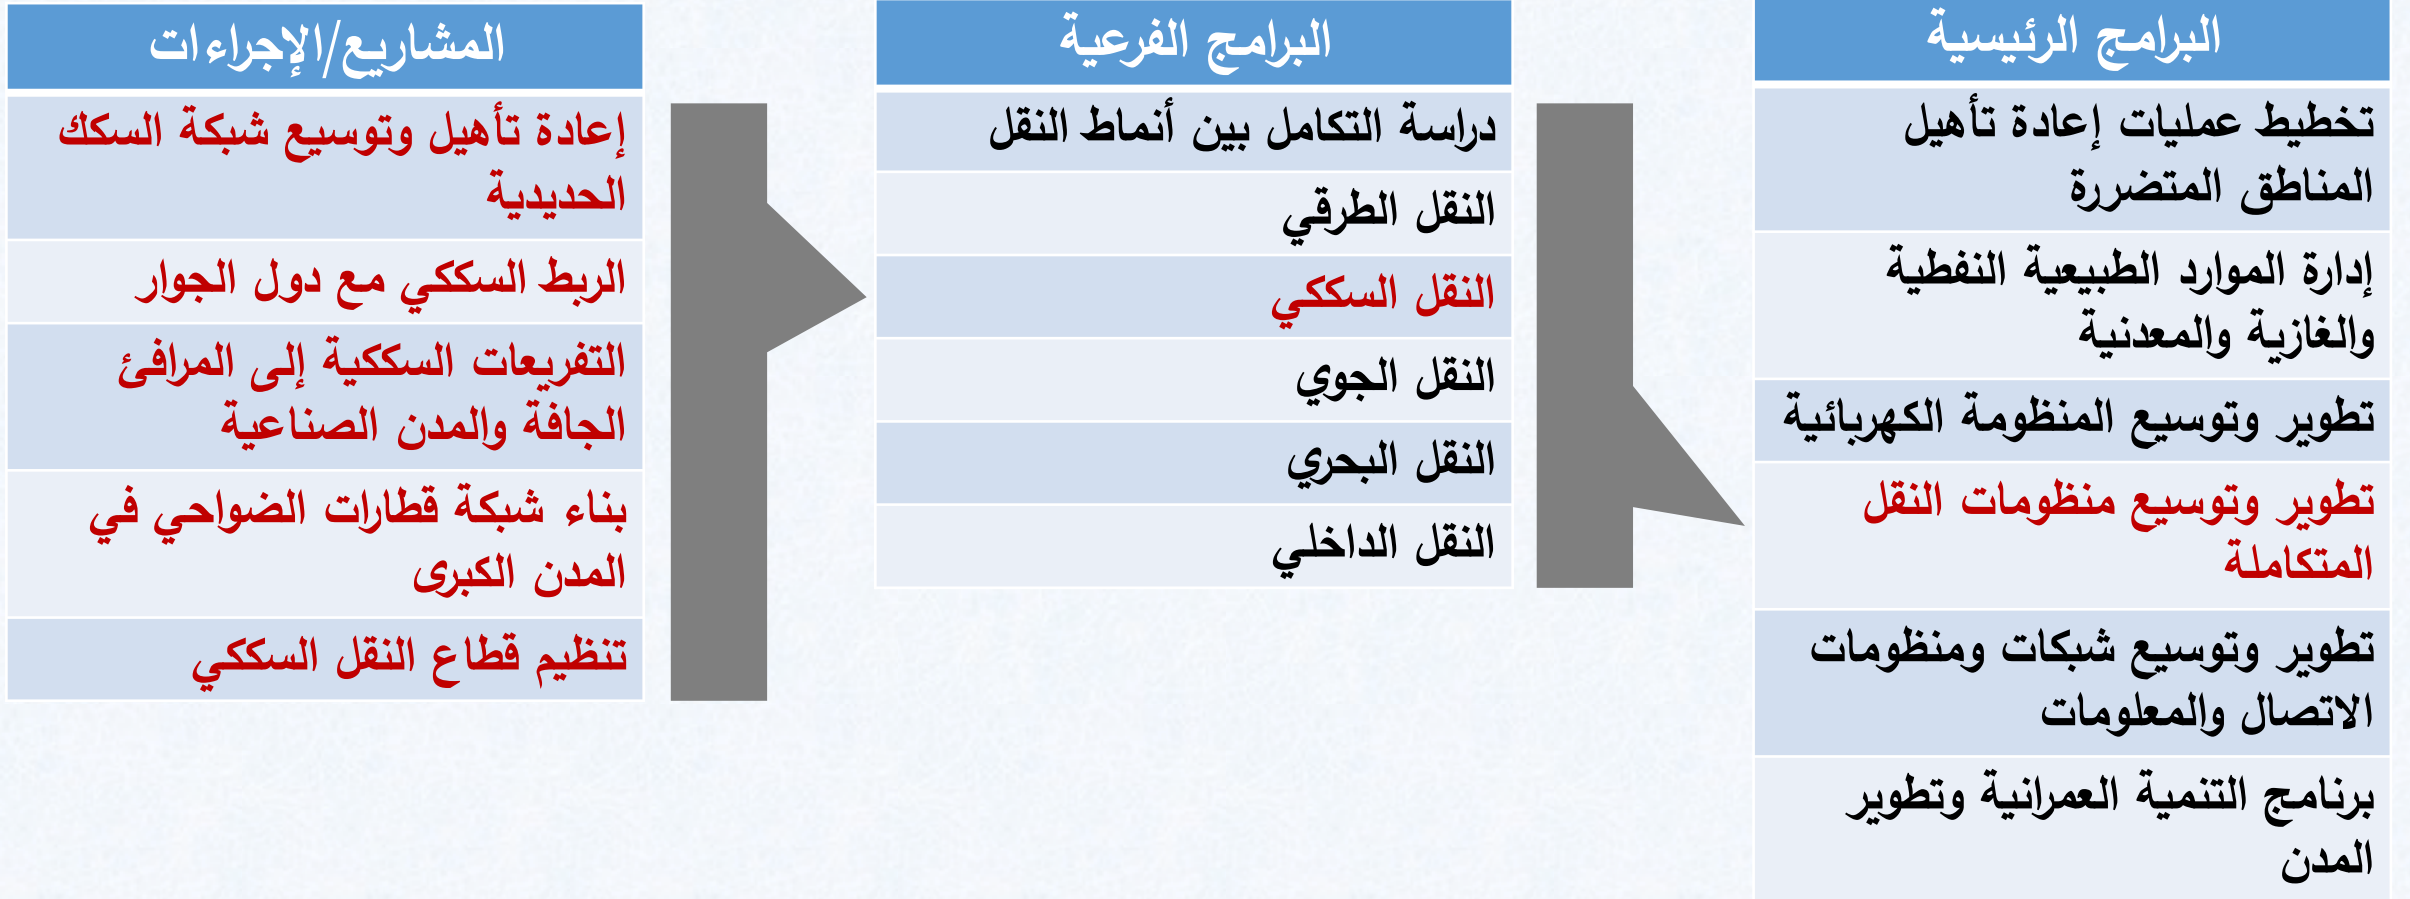 البرامج الرئيسية
تخطيط عمليات إعادة تأهيل
المناطق المتضررة
إدارة الموارد الطبيعية النفطية
والغازية والمعدنية
تطوير وتوسيع المنظومة الكهربائية
تطوير وتوسيع منظومات النقل
المتكاملة
تطوير وتوسيع شبكات ومنظومات
الاتصال والمعلومات
برنامج التنمية العمرانية وتطوير
المدن
البرامج الفرعية
دراسة التكامل بين أنماط النقل
النقل الطرقي
النقل السككي
النقل الجوي
النقل البحري
النقل الداخلي
المشاريع/الإجراءات
إعادة تأهيل وتوسيع شبكة السكك
الحديدية
الربط السككي مع دول الجوار
التفريعات السككية إلى المرافئ
الجافة والمدن الصناعية
بناء شبكة قطارات الضواحي في
المدن الكبرى
تنظيم قطاع النقل السككي